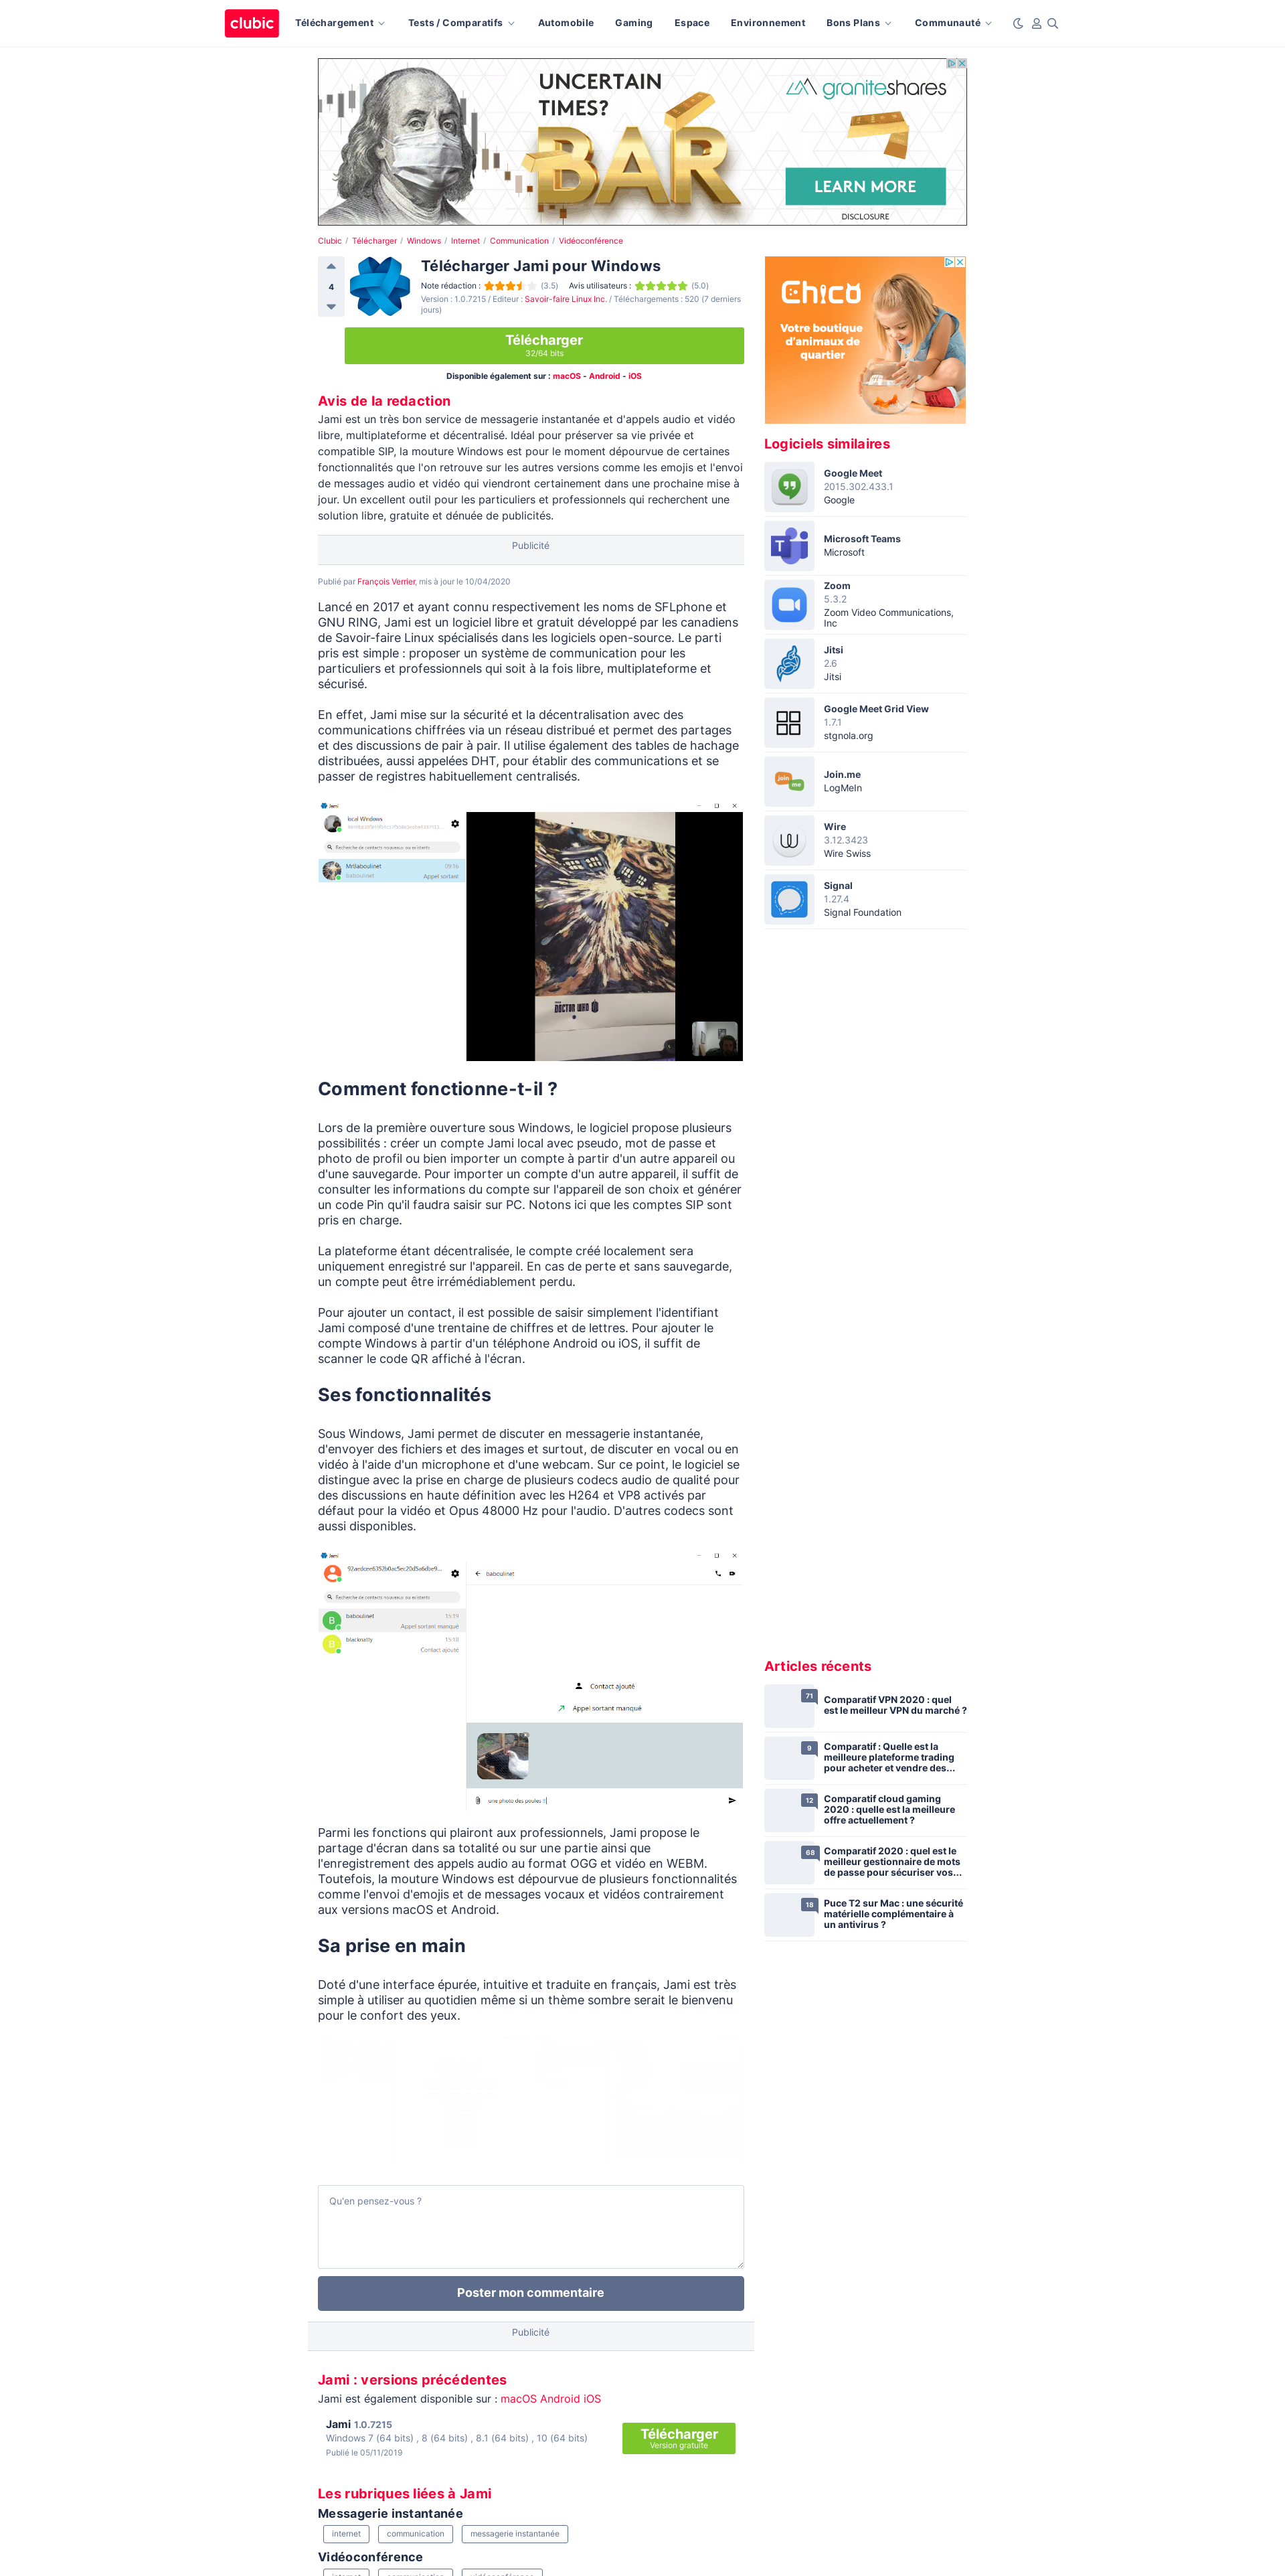 clubic
Téléchargement
Tests / Comparatifs
Automobile
Gaming
Espace
Environnement
Bons Plans
Communauté
UNCERTAIN
TIMES?
BAR
graniteshares
LEARN MORE
DISCLOSURE
Clubic / Télécharger / Windows / Internet / Communication / Vidéoconférence
4
Télécharger Jami pour Windows
Note rédaction : (3.5) Avis utilisateurs : (5.0)
Version : 1.0.7215 / Editeur : Savoir-faire Linux Inc. / Téléchargements : 520 (7 derniers
jours)
Télécharger
32/64 bits
Disponible également sur : macOS - Android - iOS
Avis de la redaction
Jami est un très bon service de messagerie instantanée et d'appels audio et vidéo
libre, multiplateforme et décentralisé. Idéal pour préserver sa vie privée et
compatible SIP, la mouture Windows est pour le moment dépourvue de certaines
fonctionnalités que l'on retrouve sur les autres versions comme les emojis et l'envoi
de messages audio et vidéo qui viendront certainement dans une prochaine mise à
jour. Un excellent outil pour les particuliers et professionnels qui recherchent une
solution libre, gratuite et dénuée de publicités.
Publicité
Publié par François Verrier, mis à jour le 10/04/2020
Lancé en 2017 et ayant connu respectivement les noms de SFLphone et
GNU RING, Jami est un logiciel libre et gratuit développé par les canadiens
de Savoir-faire Linux spécialisés dans les logiciels open-source. Le parti
pris est simple : proposer un système de communication pour les
particuliers et professionnels qui soit à la fois libre, multiplateforme et
sécurisé.
En effet, Jami mise sur la sécurité et la décentralisation avec des
communications chiffrées via un réseau distribué et permet des partages
et des discussions de pair à pair. Il utilise également des tables de hachage
distribuées, aussi appelées DHT, pour établir des communications et se
passer de registres habituellement centralisés.
Jami
local Windows
Recherche de contacts nouveaux ou existants
Mr8aboulinet 09:16
baboulinet Appel sortant
DOCTOR WHO
Comment fonctionne-t-il ?
Lors de la première ouverture sous Windows, le logiciel propose plusieurs
possibilités : créer un compte Jami local avec pseudo, mot de passe et
photo de profil ou bien importer un compte à partir d'un autre appareil ou
d'une sauvegarde. Pour importer un compte d'un autre appareil, il suffit de
consulter les informations du compte sur l'appareil de son choix et générer
un code Pin qu'il faudra saisir sur PC. Notons ici que les comptes SIP sont
pris en charge.
La plateforme étant décentralisée, le compte créé localement sera
uniquement enregistré sur l'appareil. En cas de perte et sans sauvegarde,
un compte peut être irrémédiablement perdu.
Pour ajouter un contact, il est possible de saisir simplement l'identifiant
Jami composé d'une trentaine de chiffres et de lettres. Pour ajouter le
compte Windows à partir d'un téléphone Android ou iOS, il suffit de
scanner le code QR affiché à l'écran.
Ses fonctionnalités
Sous Windows, Jami permet de discuter en messagerie instantanée,
d'envoyer des fichiers et des images et surtout, de discuter en vocal ou en
vidéo à l'aide d'un microphone et d'une webcam. Sur ce point, le logiciel se
distingue avec la prise en charge de plusieurs codecs audio de qualité pour
des discussions en haute définition avec les H264 et VP8 activés par
défaut pour la vidéo et Opus 48000 Hz pour l'audio. D'autres codecs sont
aussi disponibles.
Jami
92aedcee6352b0ac5ec20d5a6dbe9...
baboulinet
Recherche de contacts nouveaux ou existants
B baboulinet 15:19
Appel sortant manqué
B blacknally 15:18
Contact ajouté
Contact ajouté
Appel sortant manqué
une photo des poules !
Parmi les fonctions qui plairont aux professionnels, Jami propose le
partage d'écran dans sa totalité ou sur une partie ainsi que
l'enregistrement des appels audio au format OGG et vidéo en WEBM.
Toutefois, la mouture Windows est dépourvue de plusieurs fonctionnalités
comme l'envoi d'emojis et de messages vocaux et vidéos contrairement
aux versions macOS et Android.
Sa prise en main
Doté d'une interface épurée, intuitive et traduite en français, Jami est très
simple à utiliser au quotidien même si un thème sombre serait le bienvenu
pour le confort des yeux.
Qu'en pensez-vous ?
Poster mon commentaire
Publicité
Jami : versions précédentes
Jami est également disponible sur : macOS Android iOS
Jami 1.0.7215
Windows 7 (64 bits) , 8 (64 bits) , 8.1 (64 bits) , 10 (64 bits)
Publié le 05/11/2019
Télécharger
Version gratuite
Les rubriques liées à Jami
Messagerie instantanée
internet communication messagerie instantanée
Vidéoconférence
Chico
Votre boutique
d'animaux de
quartier
Logiciels similaires
Google Meet
2015.302.433.1
Google
Microsoft Teams
Microsoft
Zoom
5.3.2
Zoom Video Communications,
Inc
Jitsi
2.6
Jitsi
Google Meet Grid View
1.7.1
stgnola.org
join
me
Join.me
LogMeIn
Wire
3.12.3423
Wire Swiss
Signal
1.27.4
Signal Foundation
Articles récents
71
Comparatif VPN 2020 : quel
est le meilleur VPN du marché ?
9
Comparatif : Quelle est la
meilleure plateforme trading
pour acheter et vendre des...
12
Comparatif cloud gaming
2020 : quelle est la meilleure
offre actuellement ?
68
Comparatif 2020 : quel est le
meilleur gestionnaire de mots
de passe pour sécuriser vos...
18
Puce T2 sur Mac : une sécurité
matérielle complémentaire à
un antivirus ?